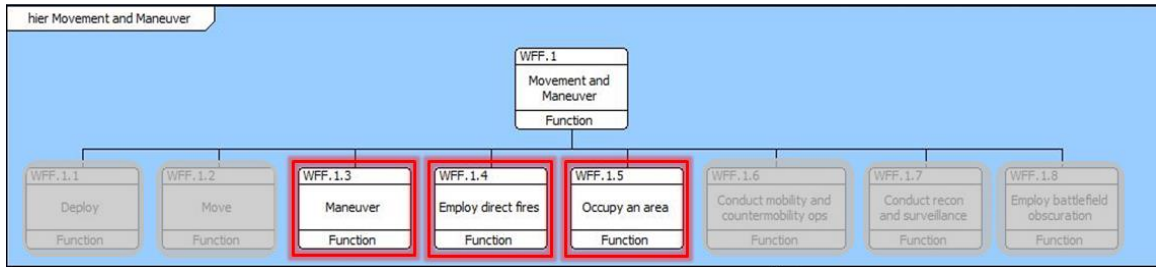 hier Movement and Maneuver
WFF.1
Movement and
Maneuver
Function
WFF.1.1
Deploy
Function
WFF.1.2
Move
Function
WFF.1.3
Maneuver
Function
WFF.1.4
Employ direct fires
Function
WFF.1.5
Occupy an area
Function
WFF.1.6
Conduct mobility and
countermobility ops
Function
WFF.1.7
Conduct recon
and surveillance
Function
WFF.1.8
Employ battlefield
obscuration
Function